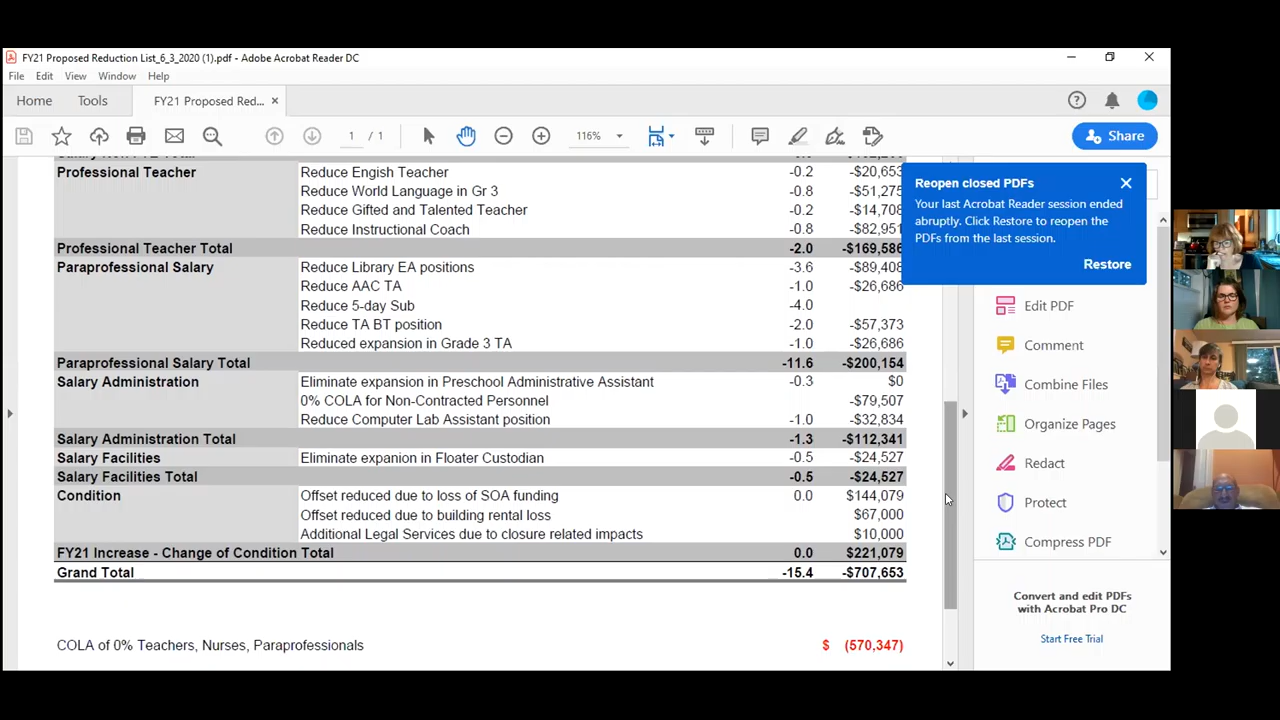 FY21 Proposed Reduction List_6_3_2020 (1).pdf - Adobe Acrobat Reader DC
File Edit View Window Help
Home Tools FY21 Proposed Red... ×
1 / 1 116% Share
Professional Teacher Reduce Engish Teacher -0.2 -$20,653
Reduce World Language in Gr 3 -0.8 -$51,275
Reduce Gifted and Talented Teacher -0.2 -$14,708
Reduce Instructional Coach -0.8 -$82,951
Professional Teacher Total -2.0 -$169,586
Paraprofessional Salary Reduce Library EA positions -3.6 -$89,408
Reduce AAC TA -1.0 -$26,686
Reduce 5-day Sub -4.0
Reduce TA BT position -2.0 -$57,373
Reduced expansion in Grade 3 TA -1.0 -$26,686
Paraprofessional Salary Total -11.6 -$200,154
Salary Administration Eliminate expansion in Preschool Administrative Assistant -0.3 $0
0% COLA for Non-Contracted Personnel -$79,507
Reduce Computer Lab Assistant position -1.0 -$32,834
Salary Administration Total -1.3 -$112,341
Salary Facilities Eliminate expanion in Floater Custodian -0.5 -$24,527
Salary Facilities Total -0.5 -$24,527
Condition Offset reduced due to loss of SOA funding 0.0 $144,079
Offset reduced due to building rental loss $67,000
Additional Legal Services due to closure related impacts $10,000
FY21 Increase - Change of Condition Total 0.0 $221,079
Grand Total -15.4 -$707,653
COLA of 0% Teachers, Nurses, Paraprofessionals $ (570,347)
Reopen closed PDFs
Your last Acrobat Reader session ended
abruptly. Click Restore to reopen the
PDFs from the last session.
Restore
Edit PDF
Comment
Combine Files
Organize Pages
Redact
Protect
Compress PDF
Convert and edit PDFs
with Acrobat Pro DC
Start Free Trial